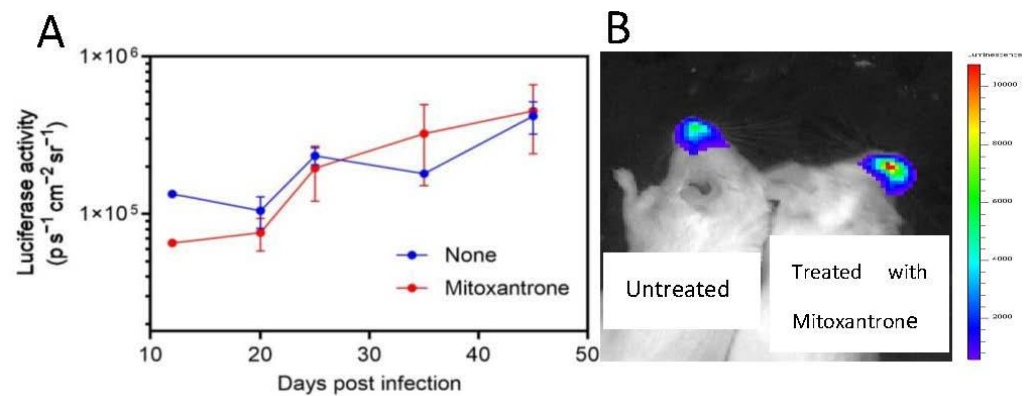 A
B
1×10⁶
1×10⁵
Luciferase activity
(p s⁻¹ cm⁻² sr⁻¹)
None
Mitoxantrone
10
20
30
40
50
Days post infection
Untreated
Treated with
Mitoxantrone
Luminescence
10000
8000
6000
4000
2000